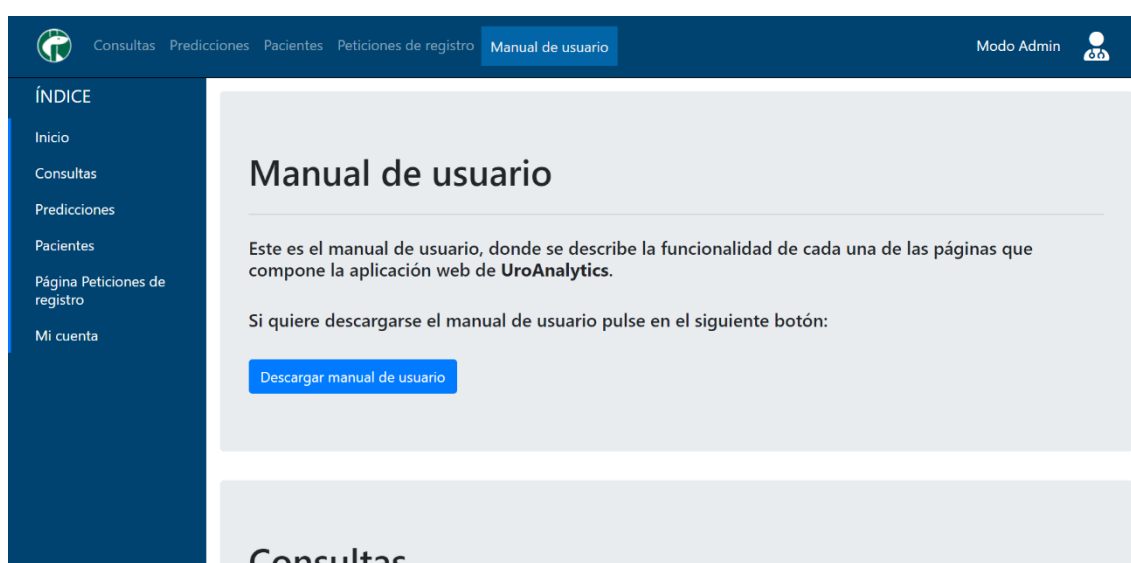 Consultas Predicciones Pacientes Peticiones de registro Manual de usuario Modo Admin
ÍNDICE
Inicio
Consultas
Predicciones
Pacientes
Página Peticiones de
registro
Mi cuenta
Manual de usuario
Este es el manual de usuario, donde se describe la funcionalidad de cada una de las páginas que
compone la aplicación web de UroAnalytics.
Si quiere descargarse el manual de usuario pulse en el siguiente botón:
Descargar manual de usuario
Consultas